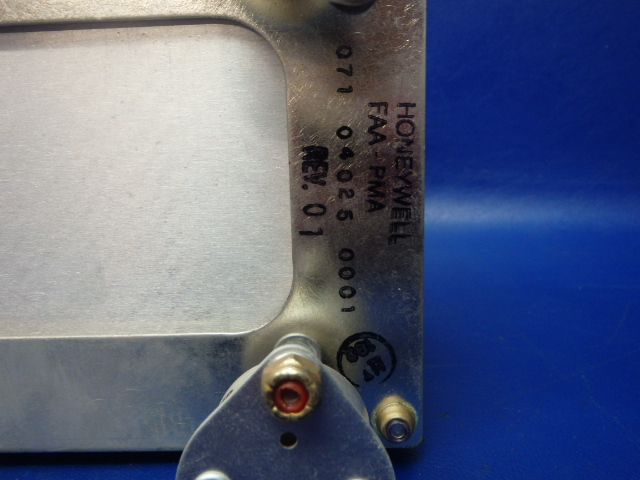 HONEYWELL
FAA-PMA
071 04025 0001
REV. 01